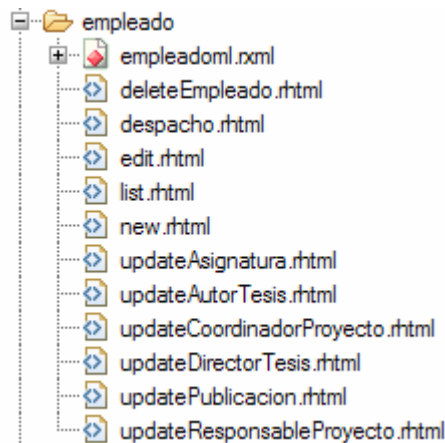 empleado
empleadoml.rxml
deleteEmpleado.rhtml
despacho.rhtml
edit.rhtml
list.rhtml
new.rhtml
updateAsignatura.rhtml
updateAutorTesis.rhtml
updateCoordinadorProyecto.rhtml
updateDirectorTesis.rhtml
updatePublicacion.rhtml
updateResponsableProyecto.rhtml